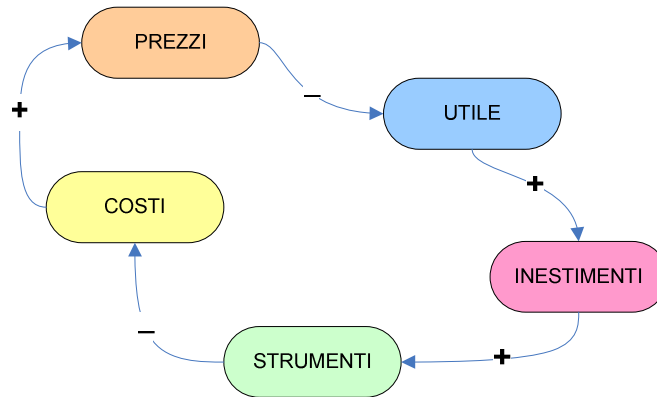 PREZZI
+
–
UTILE
+
COSTI
INESTIMENTI
–
+
STRUMENTI